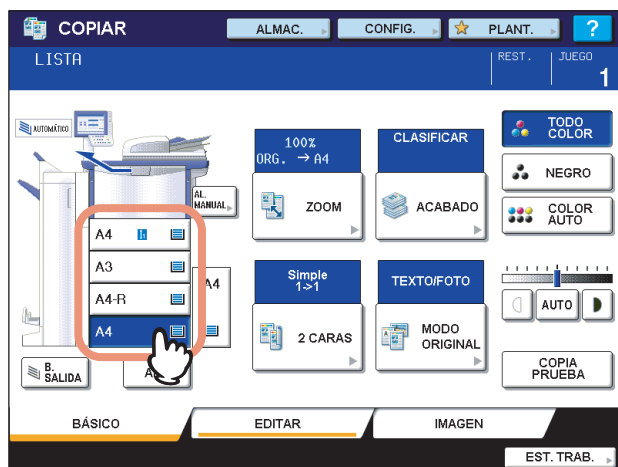 COPIAR
ALMAC.
CONFIG.
PLANT.
?
LISTA
REST.
JUEGO
1
AUTOMÁTICO
AL.
MANUAL
A4
A3
A4-R
A4
A4
B.
SALIDA
100%
ORG. → A4
ZOOM
CLASIFICAR
ACABADO
Simple
1->1
2 CARAS
TEXTO/FOTO
MODO
ORIGINAL
TODO
COLOR
NEGRO
COLOR
AUTO
AUTO
COPIA
PRUEBA
BÁSICO
EDITAR
IMAGEN
EST. TRAB.